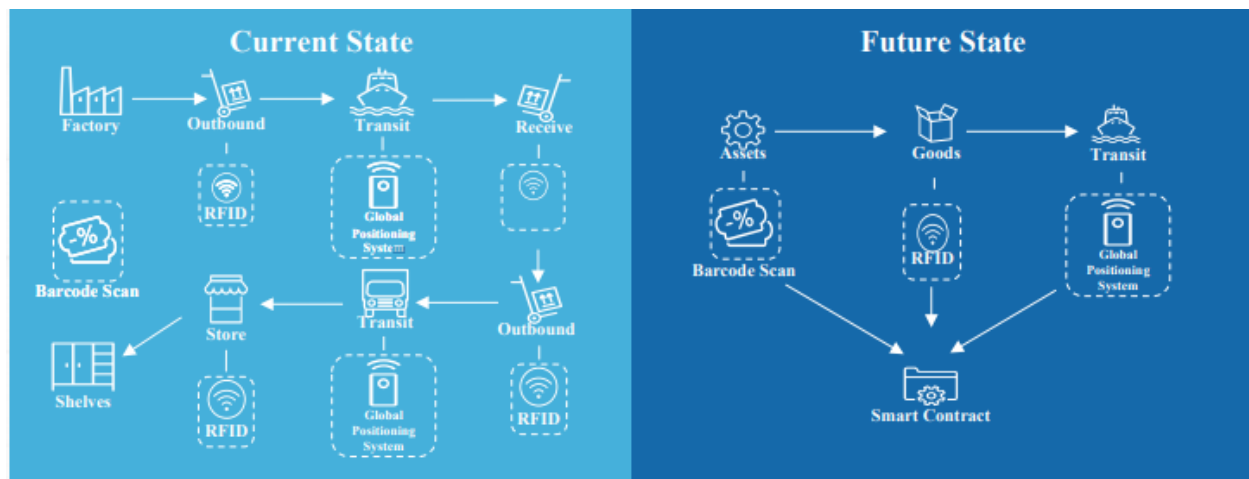 Current State
Factory
Outbound
Transit
Receive
RFID
Global
Positioning
System
-%
Barcode Scan
Store
Transit
Outbound
Shelves
RFID
Global
Positioning
System
RFID
Future State
Assets
Goods
Transit
-%
Barcode Scan
RFID
Global
Positioning
System
Smart Contract